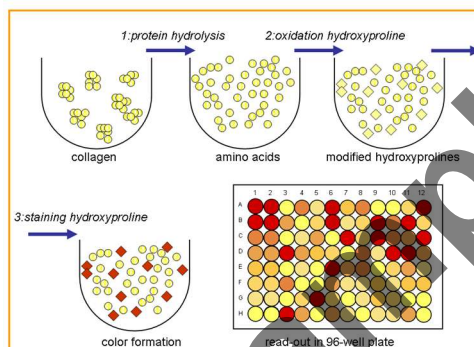 1:protein hydrolysis
2:oxidation hydroxyproline
collagen
amino acids
modified hydroxyprolines
3:staining hydroxyproline
1 2 3 4 5 6 7 8 9 10 11 12
A
B
C
D
E
F
G
H
color formation
read-out in 96-well plate